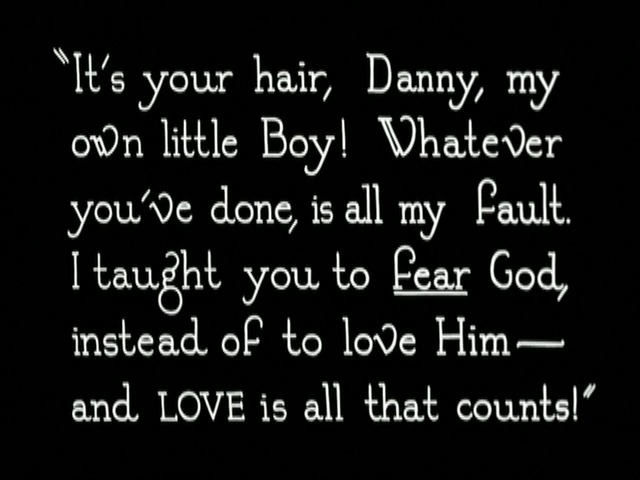 "It's your hair, Danny, my
own little Boy! Whatever
you've done, is all my fault.
I taught you to fear God,
instead of to love Him—
and LOVE is all that counts!"